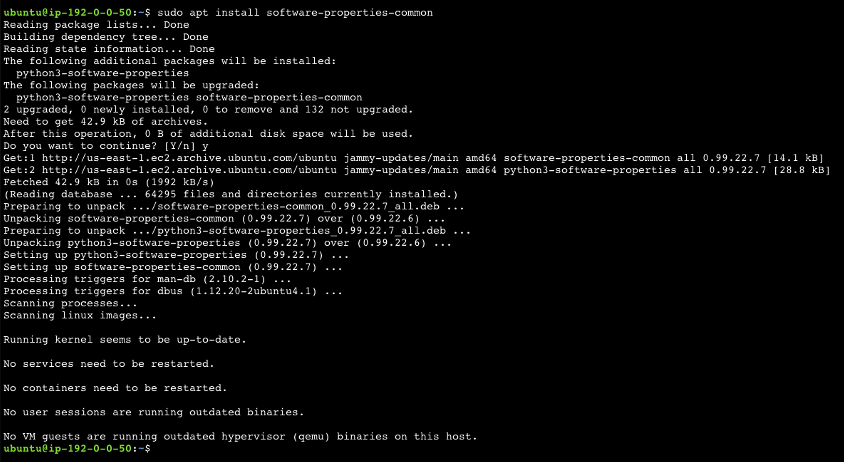 ubuntu@ip-192-0-0-50:~$ sudo apt install software-properties-common
Reading package lists... Done
Building dependency tree... Done
Reading state information... Done
The following additional packages will be installed:
  python3-software-properties
The following packages will be upgraded:
  python3-software-properties software-properties-common
2 upgraded, 0 newly installed, 0 to remove and 132 not upgraded.
Need to get 42.9 kB of archives.
After this operation, 0 B of additional disk space will be used.
Do you want to continue? [Y/n] y
Get:1 http://us-east-1.ec2.archive.ubuntu.com/ubuntu jammy-updates/main amd64 software-properties-common all 0.99.22.7 [14.1 kB]
Get:2 http://us-east-1.ec2.archive.ubuntu.com/ubuntu jammy-updates/main amd64 python3-software-properties all 0.99.22.7 [28.8 kB]
Fetched 42.9 kB in 0s (1992 kB/s)
(Reading database ... 64295 files and directories currently installed.)
Preparing to unpack .../software-properties-common_0.99.22.7_all.deb ...
Unpacking software-properties-common (0.99.22.7) over (0.99.22.6) ...
Preparing to unpack .../python3-software-properties_0.99.22.7_all.deb ...
Unpacking python3-software-properties (0.99.22.7) over (0.99.22.6) ...
Setting up python3-software-properties (0.99.22.7) ...
Setting up software-properties-common (0.99.22.7) ...
Processing triggers for man-db (2.10.2-1) ...
Processing triggers for dbus (1.12.20-2ubuntu4.1) ...
Scanning processes...
Scanning linux images...

Running kernel seems to be up-to-date.

No services need to be restarted.

No containers need to be restarted.

No user sessions are running outdated binaries.

No VM guests are running outdated hypervisor (qemu) binaries on this host.
ubuntu@ip-192-0-0-50:~$